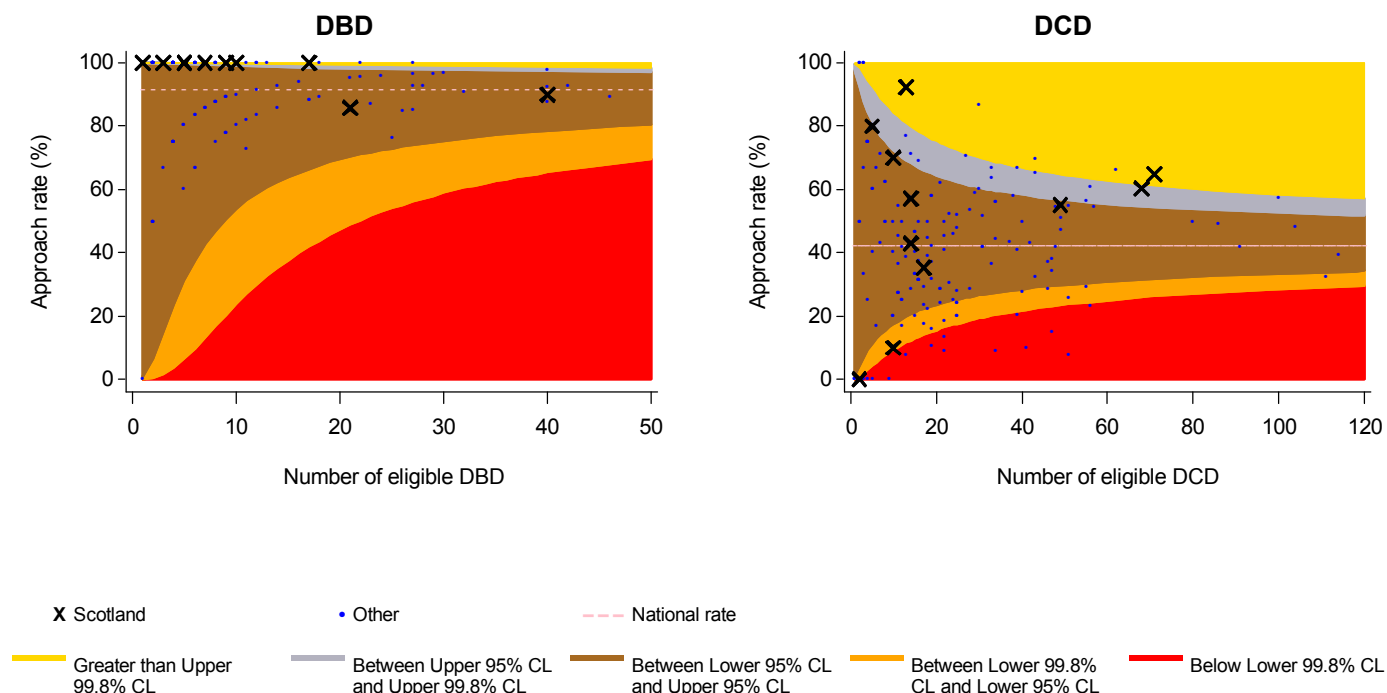 DBD
DCD
100
80
60
40
20
0
Approach rate (%)
0 10 20 30 40 50
Number of eligible DBD
100
80
60
40
20
0
Approach rate (%)
0 20 40 60 80 100 120
Number of eligible DCD
X Scotland
Other
National rate
Greater than Upper
99.8% CL
Between Upper 95% CL
and Upper 99.8% CL
Between Lower 95% CL
and Upper 95% CL
Between Lower 99.8%
CL and Lower 95% CL
Below Lower 99.8% CL